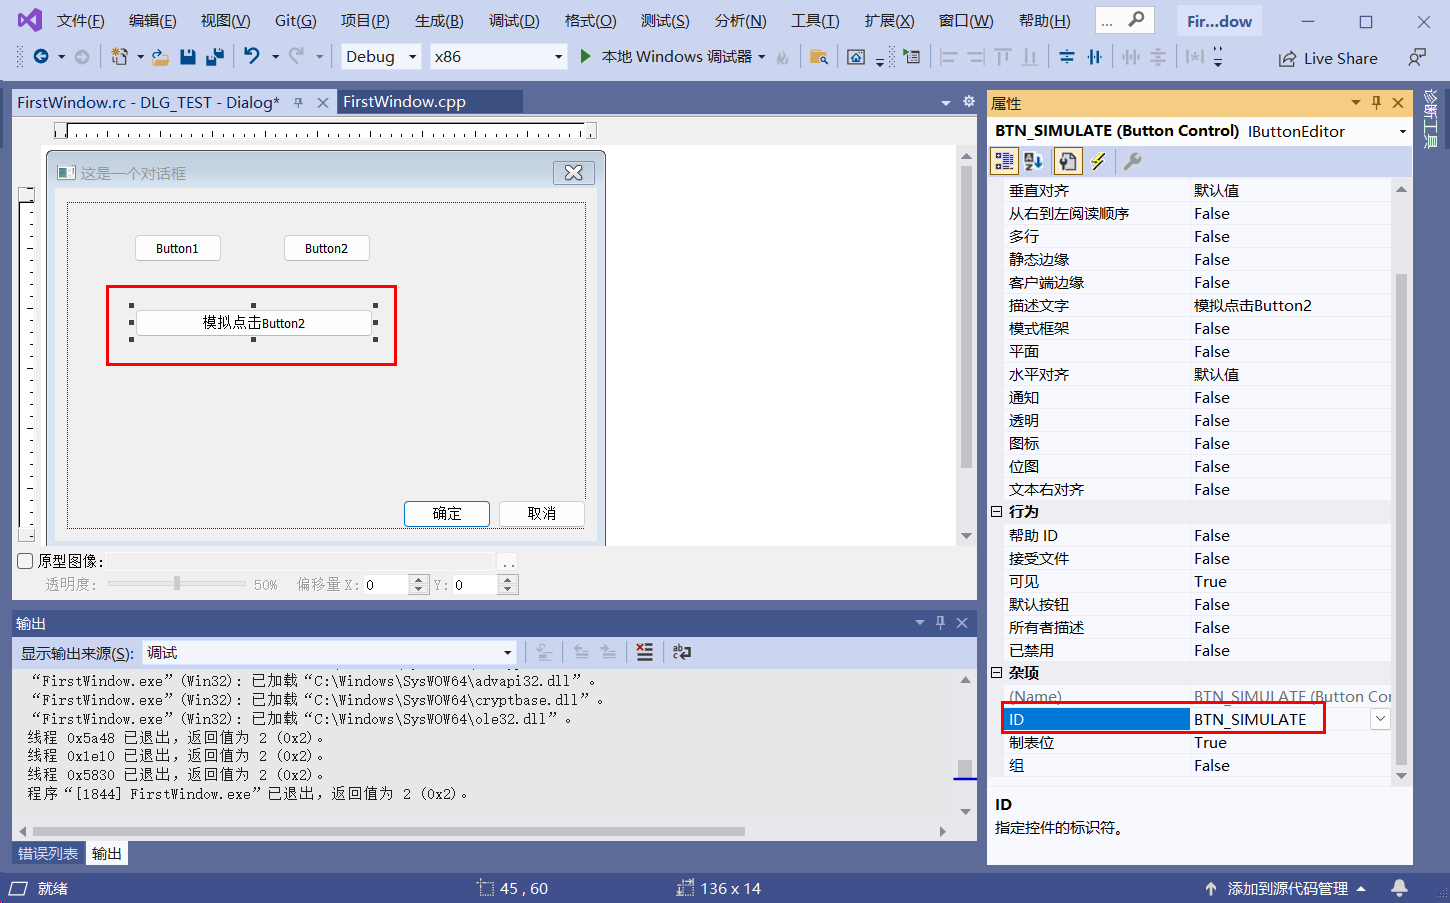 文件(F) 编辑(E) 视图(V) Git(G) 项目(P) 生成(B) 调试(D) 格式(O) 测试(S) 分析(N) 工具(T) 扩展(X) 窗口(W) 帮助(H) ... Fir...dow
Debug x86 本地 Windows 调试器 Live Share
FirstWindow.rc - DLG_TEST - Dialog* FirstWindow.cpp
这是一个对话框
Button1 Button2
模拟点击Button2
确定 取消
原型图像: ..
透明度: 50% 偏移量 X: 0 Y: 0
输出
显示输出来源(S): 调试
“FirstWindow.exe”(Win32): 已加载“C:\Windows\SysWOW64\advapi32.dll”。
“FirstWindow.exe”(Win32): 已加载“C:\Windows\SysWOW64\cryptbase.dll”。
“FirstWindow.exe”(Win32): 已加载“C:\Windows\SysWOW64\ole32.dll”。
线程 0x5a48 已退出，返回值为 2 (0x2)。
线程 0x1e10 已退出，返回值为 2 (0x2)。
线程 0x5830 已退出，返回值为 2 (0x2)。
程序“[1844] FirstWindow.exe”已退出，返回值为 2 (0x2)。
错误列表 输出
属性
BTN_SIMULATE (Button Control) IButtonEditor
垂直对齐 默认值
从右到左阅读顺序 False
多行 False
静态边缘 False
客户端边缘 False
描述文字 模拟点击Button2
模式框架 False
平面 False
水平对齐 默认值
通知 False
透明 False
图标 False
位图 False
文本右对齐 False
行为
帮助 ID False
接受文件 False
可见 True
默认按钮 False
所有者描述 False
已禁用 False
杂项
(Name) BTN_SIMULATE (Button Cor
ID BTN_SIMULATE
制表位 True
组 False
ID
指定控件的标识符。
诊断工具
就绪 45 , 60 136 x 14 添加到源代码管理